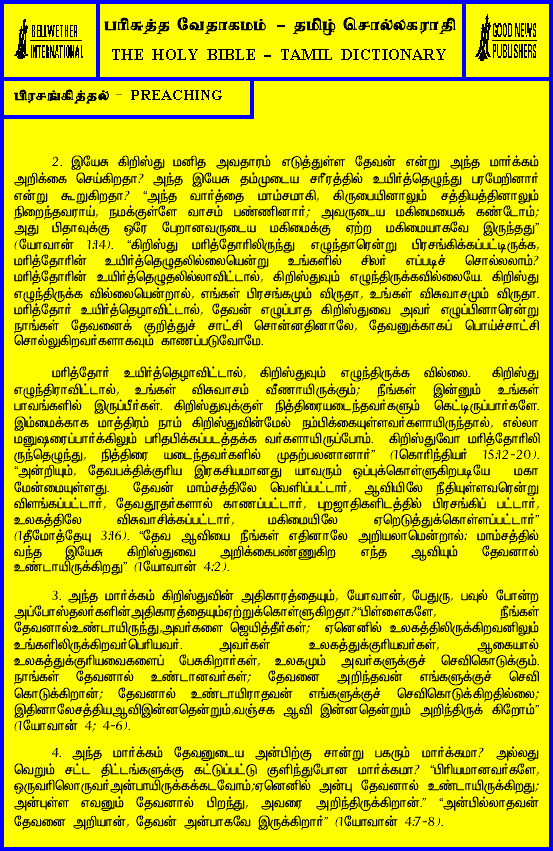 BELLWETHER
INTERNATIONAL
பரிசுத்த வேதாகமம் – தமிழ் சொல்லகராதி
THE HOLY BIBLE – TAMIL DICTIONARY
GOOD NEWS
PUBLISHERS
பிரசங்கித்தல் – PREACHING
2. இயேசு கிறிஸ்து மனித அவதாரம் எடுத்துள்ள தேவன் என்று அந்த மார்க்கம்
அறிக்கை செய்கிறதா? அந்த இயேசு தம்முடைய சரீரத்தில் உயிர்த்தெழுந்து பரமேறினார்
என்று கூறுகிறதா? “அந்த வார்த்தை மாம்சமாகி, கிருபையினாலும் சத்தியத்தினாலும்
நிறைந்தவராய், நமக்குள்ளே வாசம் பண்ணினார்; அவருடைய மகிமையைக் கண்டோம்;
அது பிதாவுக்கு ஒரே பேறானவருடைய மகிமைக்கு ஏற்ற மகிமையாகவே இருந்தது”
(யோவான் 1:14). “கிறிஸ்து மரித்தோரிலிருந்து எழுந்தாரென்று பிரசங்கிக்கப்பட்டிருக்க,
மரித்தோரின் உயிர்த்தெழுதலில்லையென்று உங்களில் சிலர் எப்படிச் சொல்லலாம்?
மரித்தோரின் உயிர்த்தெழுதலில்லாவிட்டால், கிறிஸ்துவும் எழுந்திருக்கவில்லையே. கிறிஸ்து
எழுந்திருக்க வில்லையென்றால், எங்கள் பிரசங்கமும் விருதா, உங்கள் விசுவாசமும் விருதா.
மரித்தோர் உயிர்த்தெழாவிட்டால், தேவன் எழுப்பாத கிறிஸ்துவை அவர் எழுப்பினாரென்று
நாங்கள் தேவனைக் குறித்துச் சாட்சி சொன்னதினாலே, தேவனுக்காகப் பொய்ச்சாட்சி
சொல்லுகிறவர்களாகவும் காணப்படுவோமே.
மரித்தோர் உயிர்த்தெழாவிட்டால், கிறிஸ்துவும் எழுந்திருக்க வில்லை. கிறிஸ்து
எழுந்திராவிட்டால், உங்கள் விசுவாசம் வீணாயிருக்கும்; நீங்கள் இன்னும் உங்கள்
பாவங்களில் இருப்பீர்கள். கிறிஸ்துவுக்குள் நித்திரையடைந்தவர்களும் கெட்டிருப்பார்களே.
இம்மைக்காக மாத்திரம் நாம் கிறிஸ்துவின்மேல் நம்பிக்கையுள்ளவர்களாயிருந்தால், எல்லா
மனுஷரைப்பார்க்கிலும் பரிதபிக்கப்படத்தக்க வர்களாயிருப்போம். கிறிஸ்துவோ மரித்தோரிலி
ருந்தெழுந்து, நித்திரை யடைந்தவர்களில் முதற்பலனானார்” (1கொரிந்தியர் 15:12-20).
“அன்றியும், தேவபக்திக்குரிய இரகசியமானது யாவரும் ஒப்புக்கொள்ளுகிறபடியே மகா
மேன்மையுள்ளது. தேவன் மாம்சத்திலே வெளிப்பட்டார், ஆவியிலே நீதியுள்ளவரென்று
விளங்கப்பட்டார், தேவதூதர்களால் காணப்பட்டார், புறஜாதிகளிடத்தில் பிரசங்கிப் பட்டார்,
உலகத்திலே விசுவாசிக்கப்பட்டார், மகிமையிலே ஏறெடுத்துக்கொள்ளப்பட்டார்”
(1தீமோத்தேயு 3:16). “தேவ ஆவியை நீங்கள் எதினாலே அறியலாமென்றால்: மாம்சத்தில்
வந்த இயேசு கிறிஸ்துவை அறிக்கைபண்ணுகிற எந்த ஆவியும் தேவனால்
உண்டாயிருக்கிறது” (1யோவான் 4:2).
3. அந்த மார்க்கம் கிறிஸ்துவின் அதிகாரத்தையும், யோவான், பேதுரு, பவுல் போன்ற
அப்போஸ்தலர்களின்அதிகாரத்தையும்ஏற்றுக்கொள்ளுகிறதா?“பிள்ளைகளே, நீங்கள்
தேவனால்உண்டாயிருந்து,அவர்களை ஜெயித்தீர்கள்; ஏனெனில் உலகத்திலிருக்கிறவனிலும்
உங்களிலிருக்கிறவர்பெரியவர். அவர்கள் உலகத்துக்குரியவர்கள், ஆகையால்
உலகத்துக்குரியவைகளைப் பேசுகிறார்கள், உலகமும் அவர்களுக்குச் செவிகொடுக்கும்.
நாங்கள் தேவனால் உண்டானவர்கள்; தேவனை அறிந்தவன் எங்களுக்குச் செவி
கொடுக்கிறான்; தேவனால் உண்டாயிராதவன் எங்களுக்குச் செவிகொடுக்கிறதில்லை;
இதினாலேசத்தியஆவிஇன்னதென்றும்,வஞ்சக ஆவி இன்னதென்றும் அறிந்திருக் கிறோம்”
(1யோவான் 4; 4-6).
4. அந்த மார்க்கம் தேவனுடைய அன்பிற்கு சான்று பகரும் மார்க்கமா? அல்லது
வெறும் சட்ட திட்டங்களுக்கு கட்டுப்பட்டு குளிந்துபோன மார்க்கமா? “பிரியமானவர்களே,
ஒருவரிலொருவர்அன்பாயிருக்கக்கடவோம்;ஏனெனில் அன்பு தேவனால் உண்டாயிருக்கிறது;
அன்புள்ள எவனும் தேவனால் பிறந்து, அவரை அறிந்திருக்கிறான்.” “அன்பில்லாதவன்
தேவனை அறியான், தேவன் அன்பாகவே இருக்கிறார்” (1யோவான் 4:7-8).